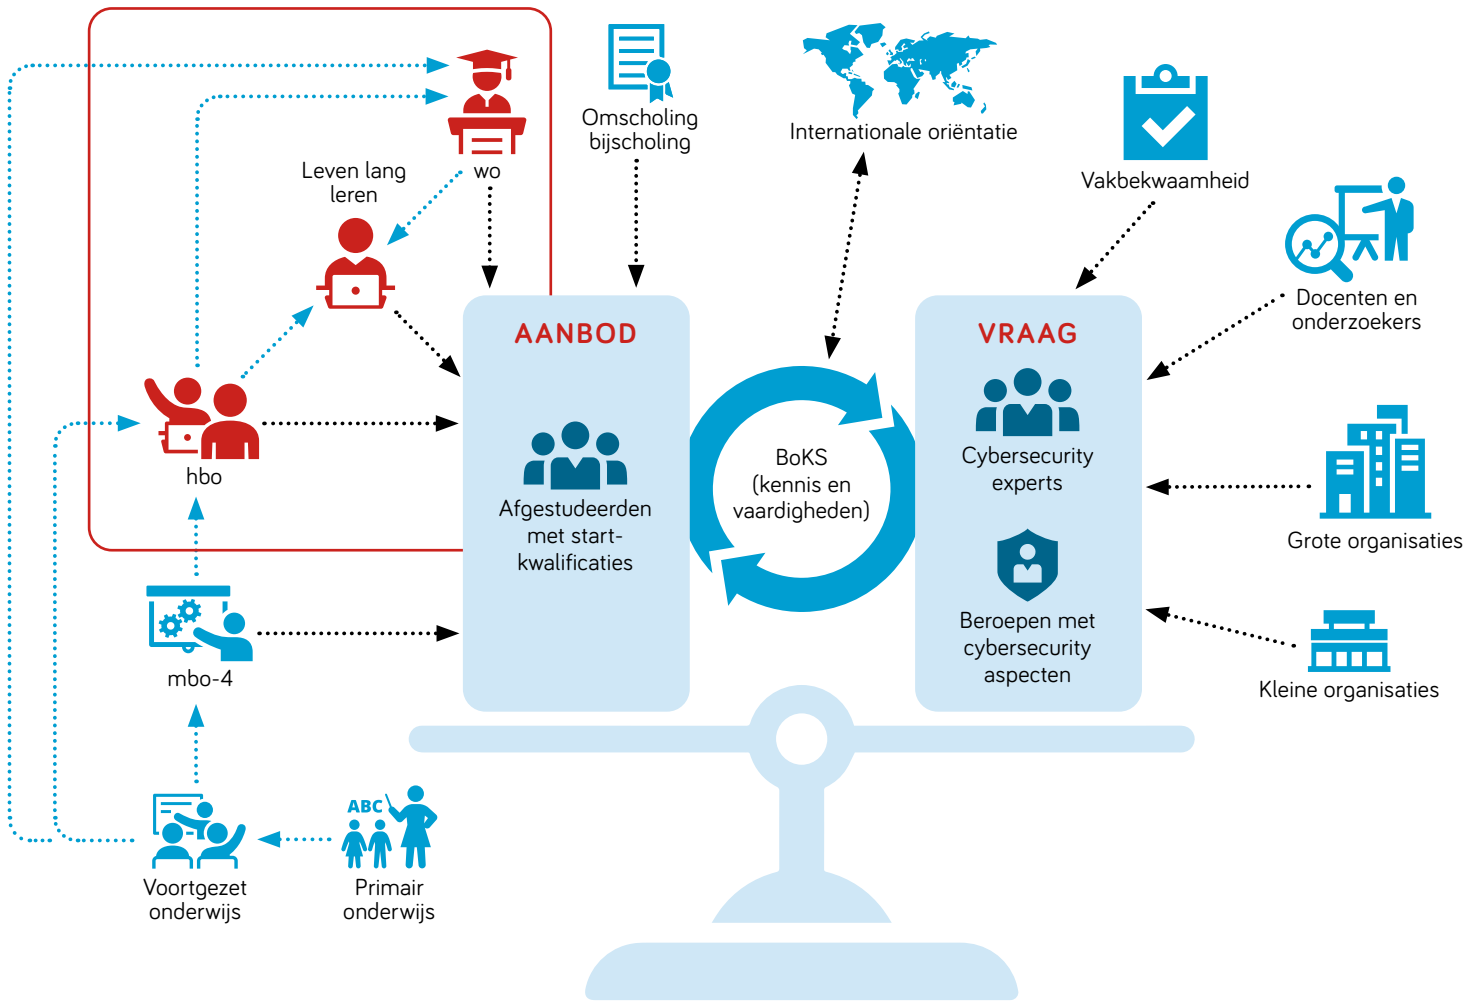 wo
Leven lang
leren
hbo
mbo-4
Voortgezet
onderwijs
ABC
Primair
onderwijs
Omscholing
bijscholing
AANBOD
Afgestudeerden
met start-
kwalificaties
Internationale oriëntatie
BoKS
(kennis en
vaardigheden)
VRAAG
Cybersecurity
experts
Beroepen met
cybersecurity
aspecten
Vakbekwaamheid
Docenten en
onderzoekers
Grote organisaties
Kleine organisaties